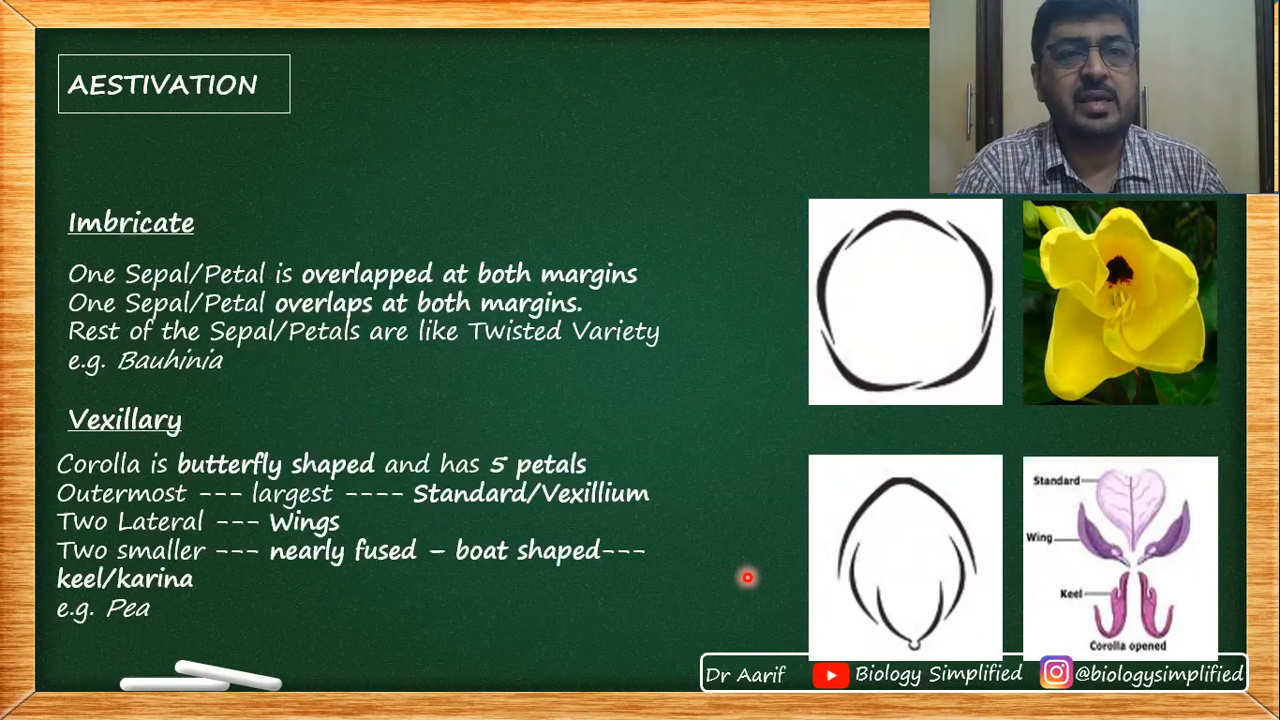 AESTIVATION
Imbricate
One Sepal/Petal is overlapped at both margins
One Sepal/Petal overlaps at both margins.
Rest of the Sepal/Petals are like Twisted Variety
e.g. Bauhinia
Vexillary
Corolla is butterfly shaped and has 5 petals
Outermost --- largest ---- Standard/Vexillium
Two Lateral --- Wings
Two smaller --- nearly fused – boat shaped---
keel/karina
e.g. Pea
Standard
Wing
Keel
Corolla opened
Dr Aarif Biology Simplified @biologysimplified